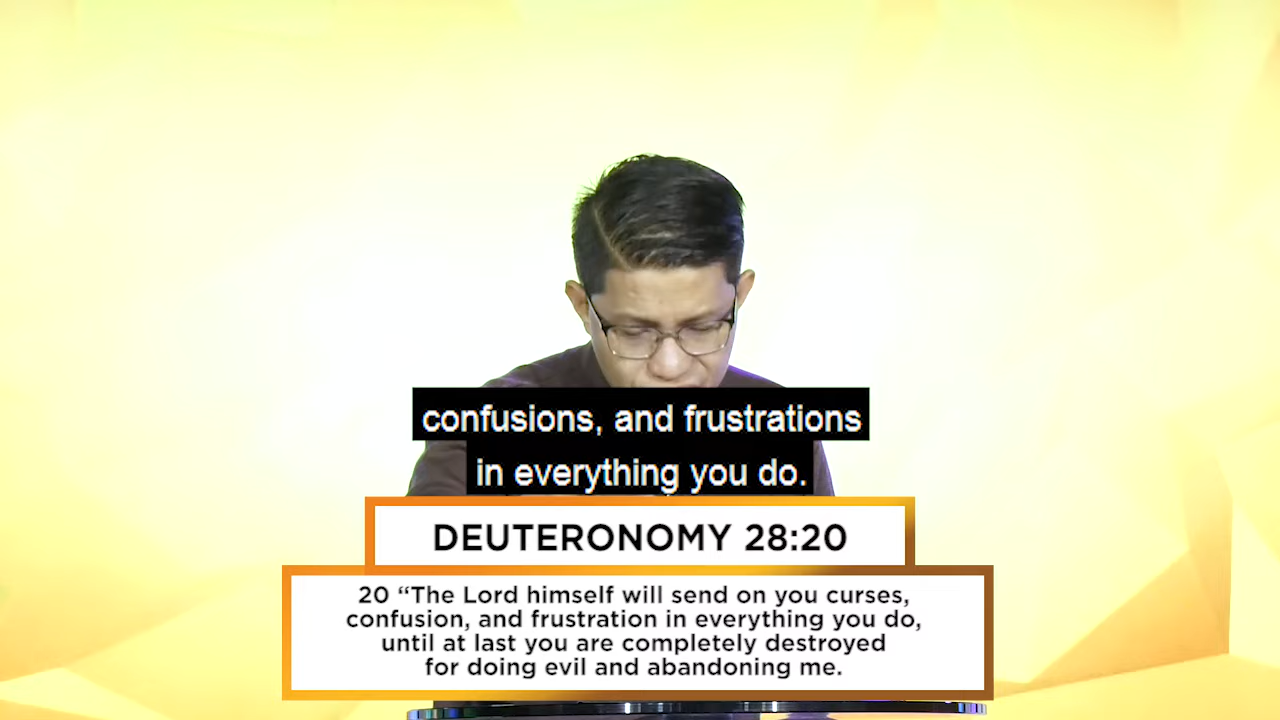 confusions, and frustrations
in everything you do.
DEUTERONOMY 28:20
20 “The Lord himself will send on you curses,
confusion, and frustration in everything you do,
until at last you are completely destroyed
for doing evil and abandoning me.